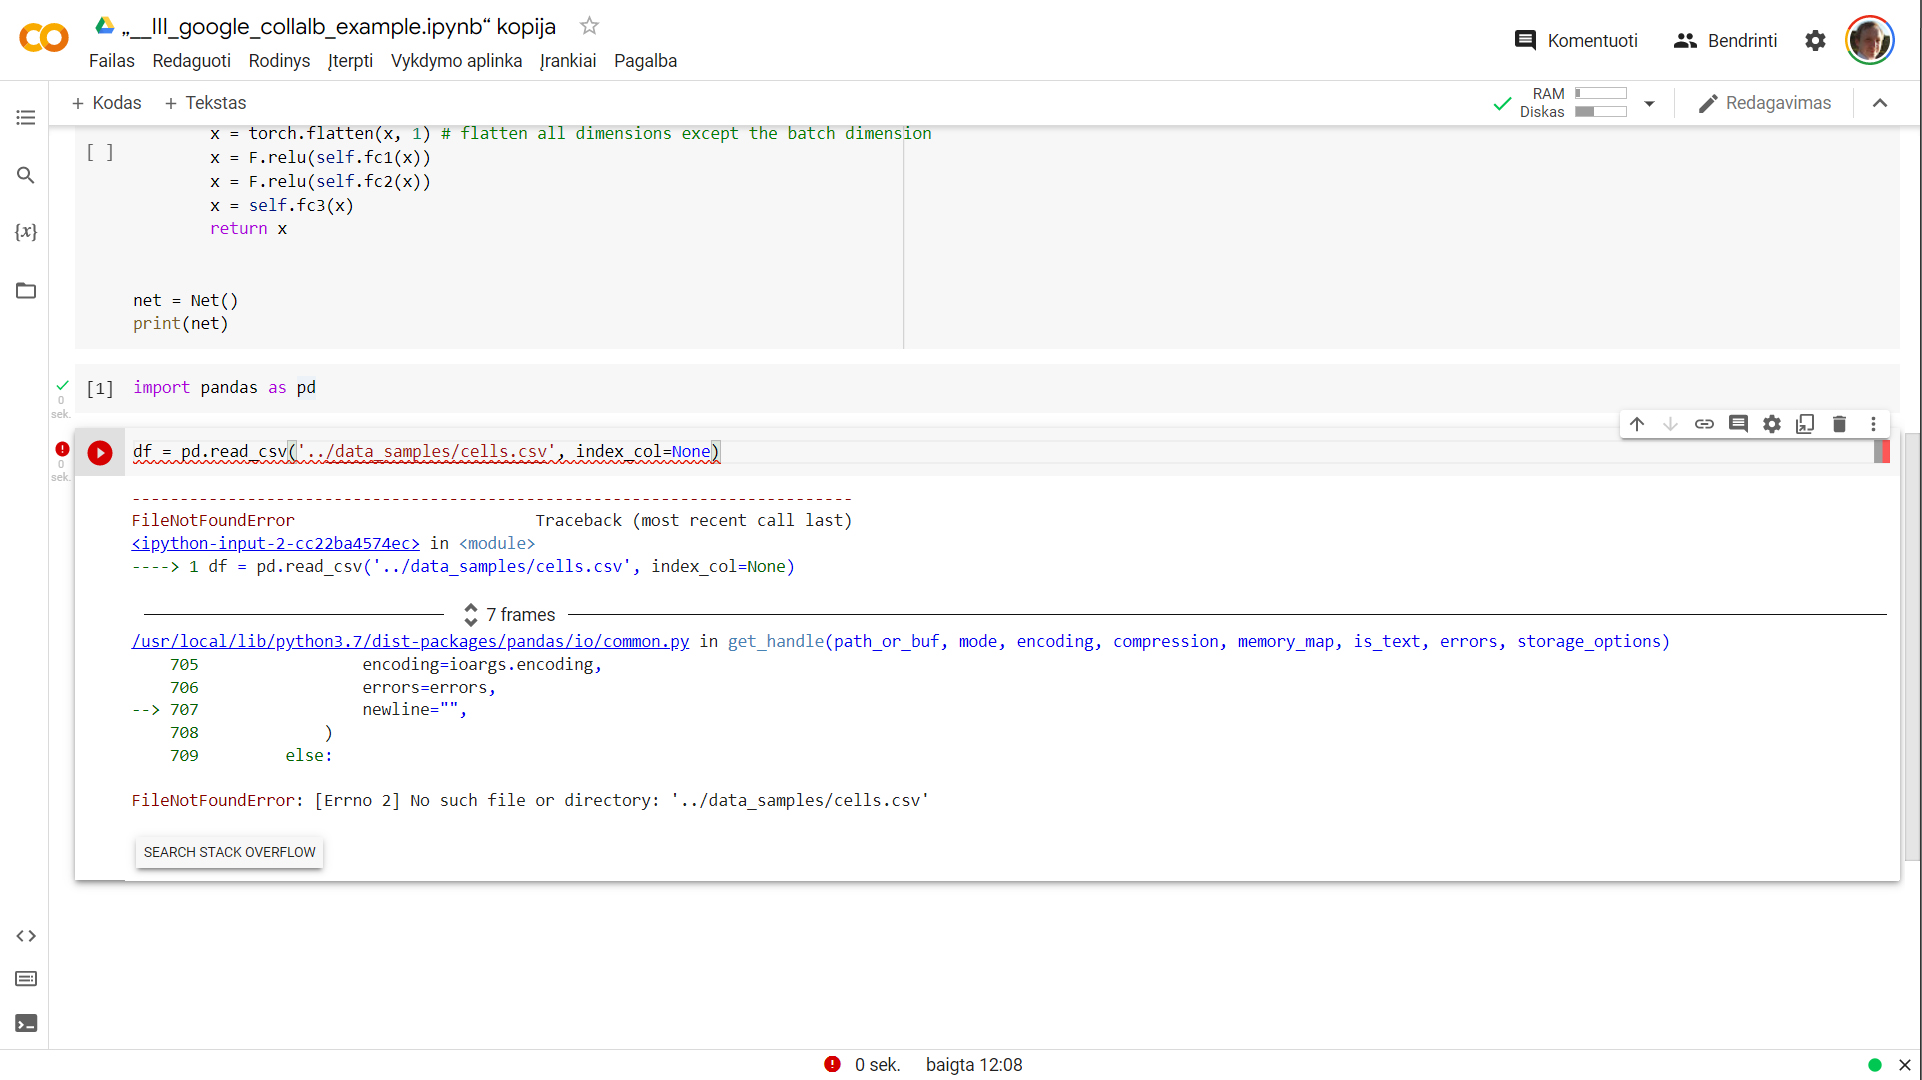 „__lll_google_collalb_example.ipynb“ kopija
Failas Redaguoti Rodinys Įterpti Vykdymo aplinka Įrankiai Pagalba
Komentuoti Bendrinti
+ Kodas + Tekstas
RAM
Diskas
Redagavimas
x = torch.flatten(x, 1) # flatten all dimensions except the batch dimension
[ ]
x = F.relu(self.fc1(x))
x = F.relu(self.fc2(x))
x = self.fc3(x)
return x
net = Net()
print(net)
[1] import pandas as pd
0
sek.
df = pd.read_csv('../data_samples/cells.csv', index_col=None)
0
sek.
---------------------------------------------------------------------------
FileNotFoundError Traceback (most recent call last)
<ipython-input-2-cc22ba4574ec> in <module>
----> 1 df = pd.read_csv('../data_samples/cells.csv', index_col=None)
7 frames
/usr/local/lib/python3.7/dist-packages/pandas/io/common.py in get_handle(path_or_buf, mode, encoding, compression, memory_map, is_text, errors, storage_options)
705 encoding=ioargs.encoding,
706 errors=errors,
--> 707 newline="",
708 )
709 else:
FileNotFoundError: [Errno 2] No such file or directory: '../data_samples/cells.csv'
SEARCH STACK OVERFLOW
0 sek. baigta 12:08